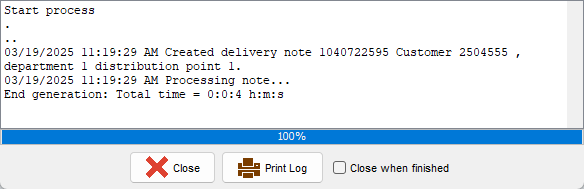 Start process
.
..
03/19/2025 11:19:29 AM Created delivery note 1040722595 Customer 2504555 ,
department 1 distribution point 1.
03/19/2025 11:19:29 AM Processing note...
End generation: Total time = 0:0:4 h:m:s
100%
Close
Print Log
Close when finished